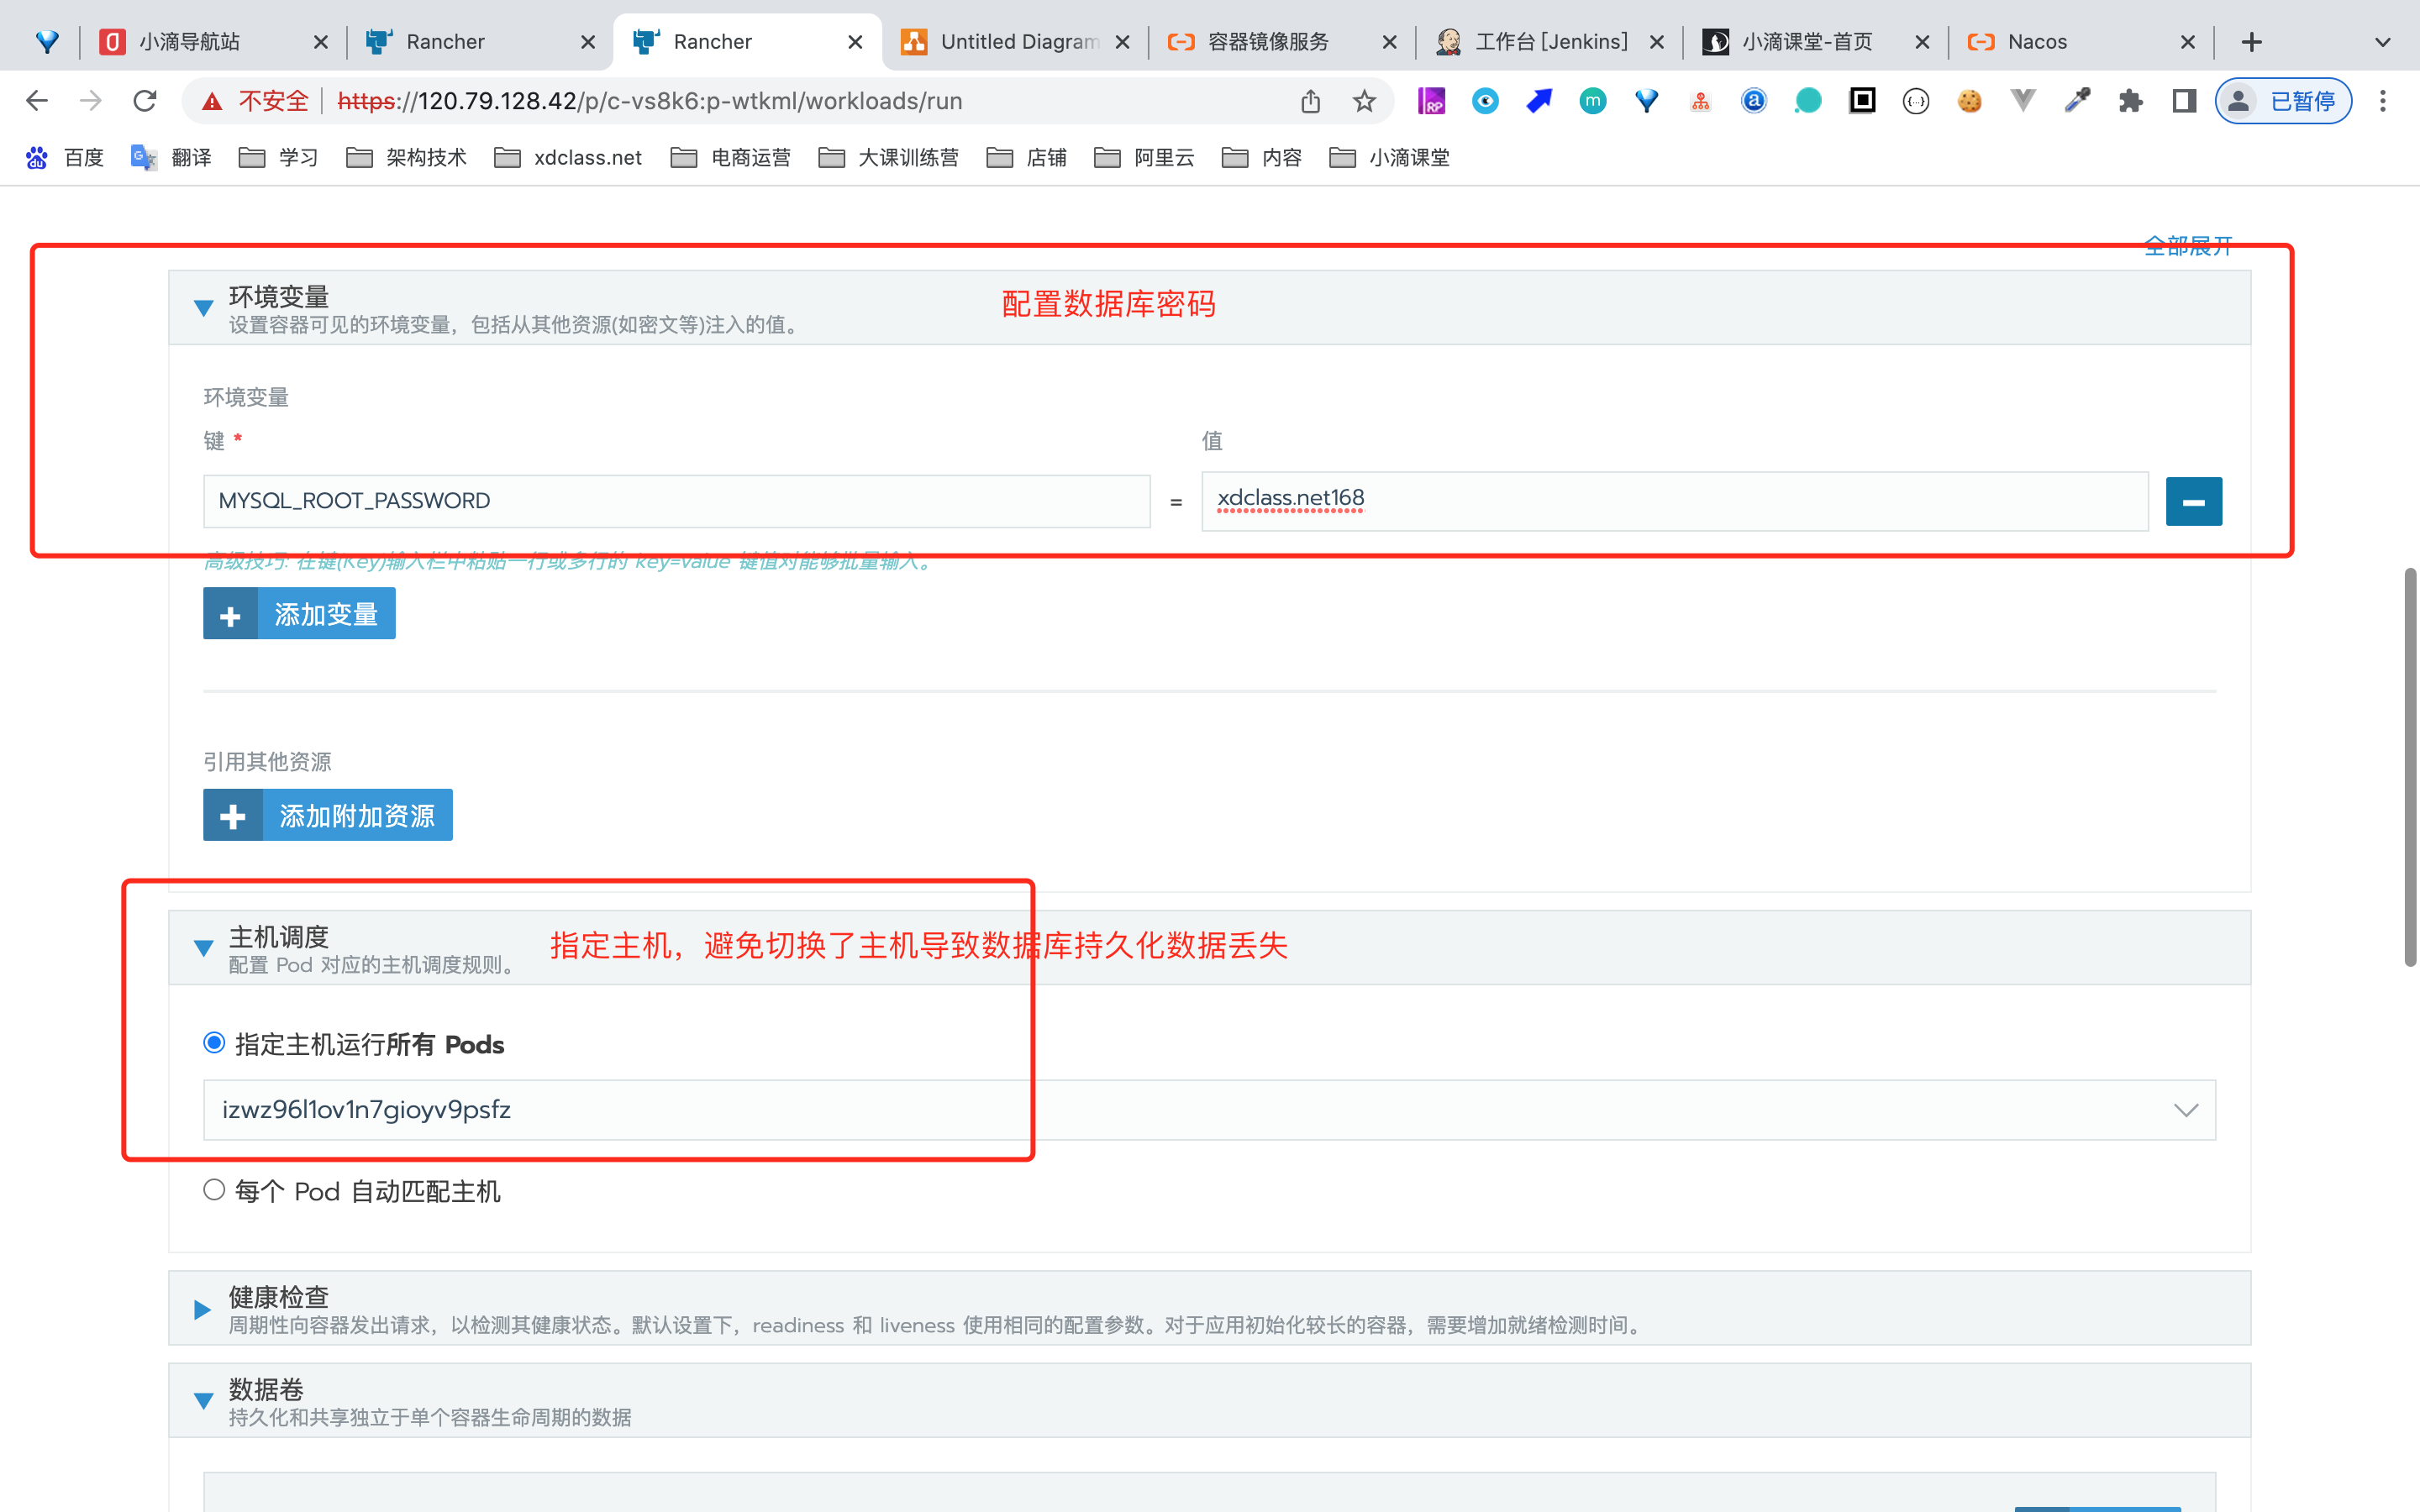 小滴导航站
Rancher
Rancher
Untitled Diagram
容器镜像服务
工作台 [Jenkins]
小滴课堂-首页
Nacos
不安全
https://120.79.128.42/p/c-vs8k6:p-wtkml/workloads/run
已暂停
百度
翻译
学习
架构技术
xdclass.net
电商运营
大课训练营
店铺
阿里云
内容
小滴课堂
全部展开
环境变量
设置容器可见的环境变量，包括从其他资源(如密文等)注入的值。
配置数据库密码
环境变量
键 *
值
MYSQL_ROOT_PASSWORD
=
xdclass.net168
高级技巧: 在键(Key)输入栏中粘贴一行或多行的 key=value 键值对能够批量输入。
添加变量
引用其他资源
添加附加资源
主机调度
配置 Pod 对应的主机调度规则。
指定主机，避免切换了主机导致数据库持久化数据丢失
指定主机运行所有 Pods
izwz96l1ov1n7gioyv9psfz
每个 Pod 自动匹配主机
健康检查
周期性向容器发出请求，以检测其健康状态。默认设置下，readiness 和 liveness 使用相同的配置参数。对于应用初始化较长的容器，需要增加就绪检测时间。
数据卷
持久化和共享独立于单个容器生命周期的数据